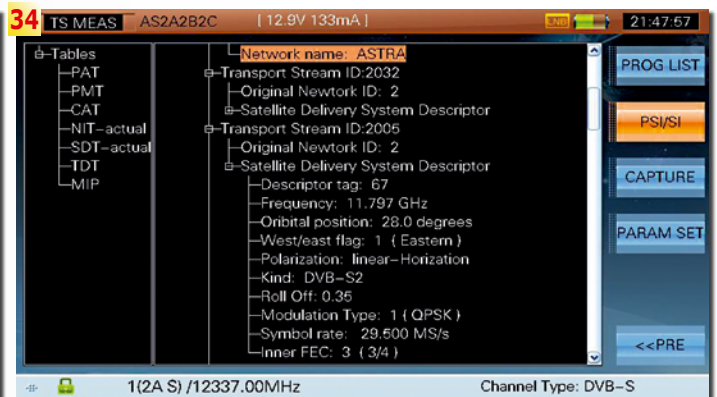 34 TS MEAS AS2A2B2C [ 12.9V 133mA ] LNB 21:47:57
Tables
PAT
PMT
CAT
NIT-actual
SDT-actual
TDT
MIP
Network name: ASTRA
Transport Stream ID:2032
Original Newtork ID: 2
Satellite Delivery System Descriptor
Transport Stream ID:2005
Original Newtork ID: 2
Satellite Delivery System Descriptor
Descriptor tag: 67
Frequency: 11.797 GHz
Oribital position: 28.0 degrees
West/east flag: 1 ( Eastern )
Polarization: linear-Horization
Kind: DVB-S2
Roll Off: 0.35
Modulation Type: 1 ( QPSK )
Symbol rate: 29.500 MS/s
Inner FEC: 3 ( 3/4 )
PROG LIST
PSI/SI
CAPTURE
PARAM SET
<<PRE
1(2A S) /12337.00MHz Channel Type: DVB-S